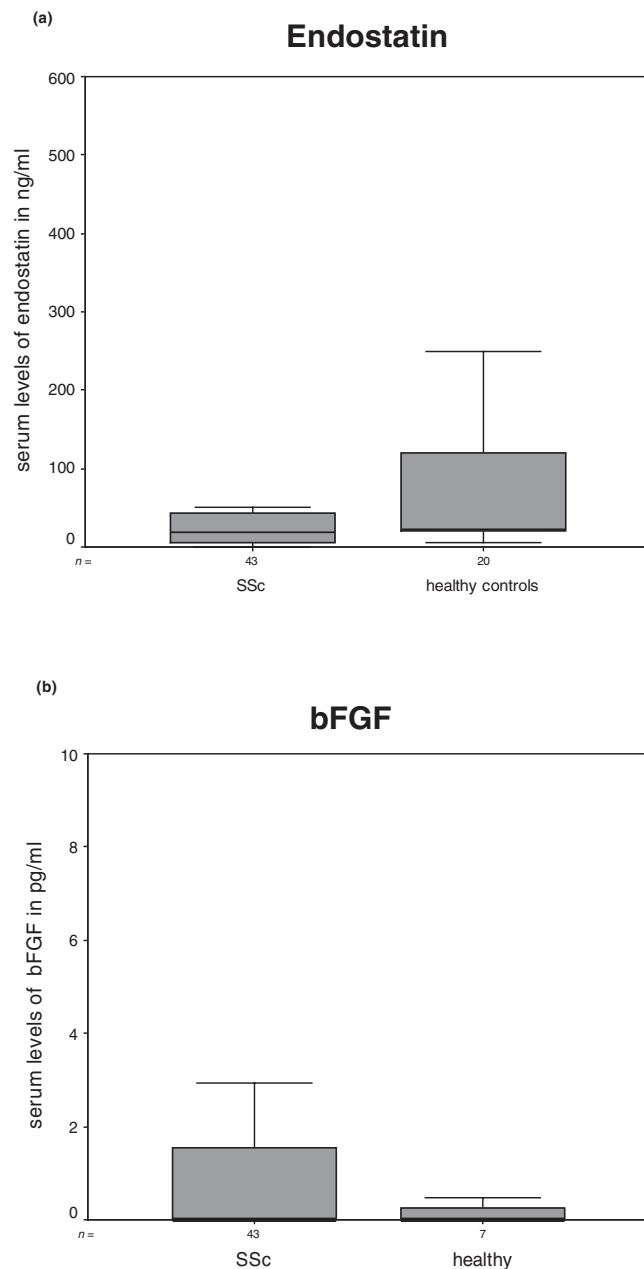 (a)
Endostatin
serum levels of endostatin in ng/ml
600
500
400
300
200
100
0
n = 43 20
SSc healthy controls
(b)
bFGF
serum levels of bFGF in pg/ml
10
8
6
4
2
0
n = 43 7
SSc healthy